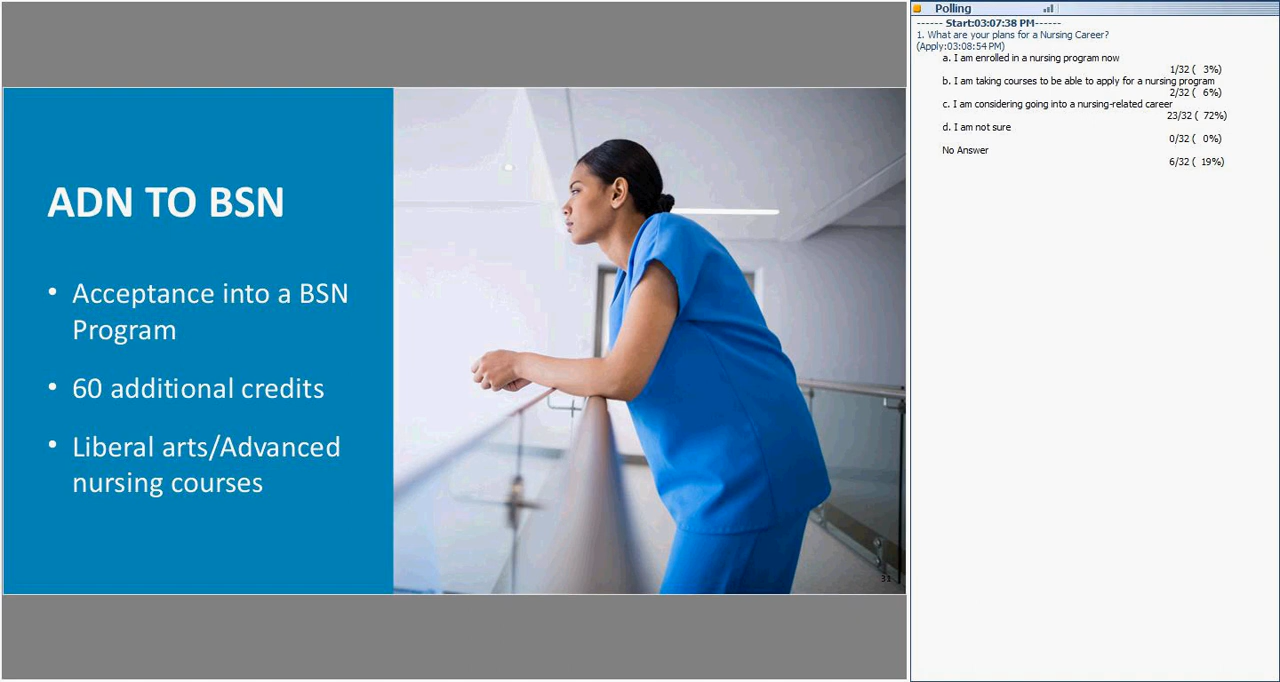 ADN TO BSN
• Acceptance into a BSN
Program
• 60 additional credits
• Liberal arts/Advanced
nursing courses
31
Polling
------ Start:03:07:38 PM------
1. What are your plans for a Nursing Career?
(Apply:03:08:54 PM)
a. I am enrolled in a nursing program now
1/32 ( 3%)
b. I am taking courses to be able to apply for a nursing program
2/32 ( 6%)
c. I am considering going into a nursing-related career
23/32 ( 72%)
d. I am not sure
0/32 ( 0%)
No Answer
6/32 ( 19%)